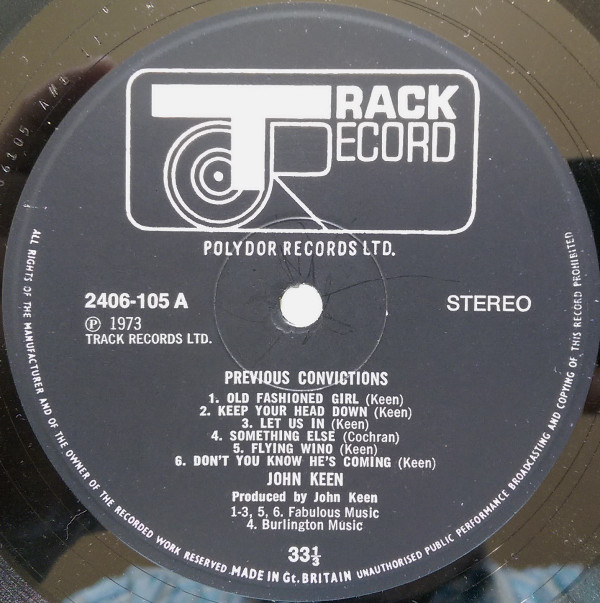 TRACK
RECORD
POLYDOR RECORDS LTD.
2406-105 A
STEREO
℗ 1973
TRACK RECORDS LTD.
PREVIOUS CONVICTIONS
1. OLD FASHIONED GIRL (Keen)
2. KEEP YOUR HEAD DOWN (Keen)
3. LET US IN (Keen)
4. SOMETHING ELSE (Cochran)
5. FLYING WINO (Keen)
6. DON'T YOU KNOW HE'S COMING (Keen)
JOHN KEEN
Produced by John Keen
1-3, 5, 6. Fabulous Music
4. Burlington Music
33⅓
ALL RIGHTS OF THE MANUFACTURER AND OF THE OWNER OF THE RECORDED WORK RESERVED. MADE IN Gt. BRITAIN UNAUTHORISED PUBLIC PERFORMANCE BROADCASTING AND COPYING OF THIS RECORD PROHIBITED